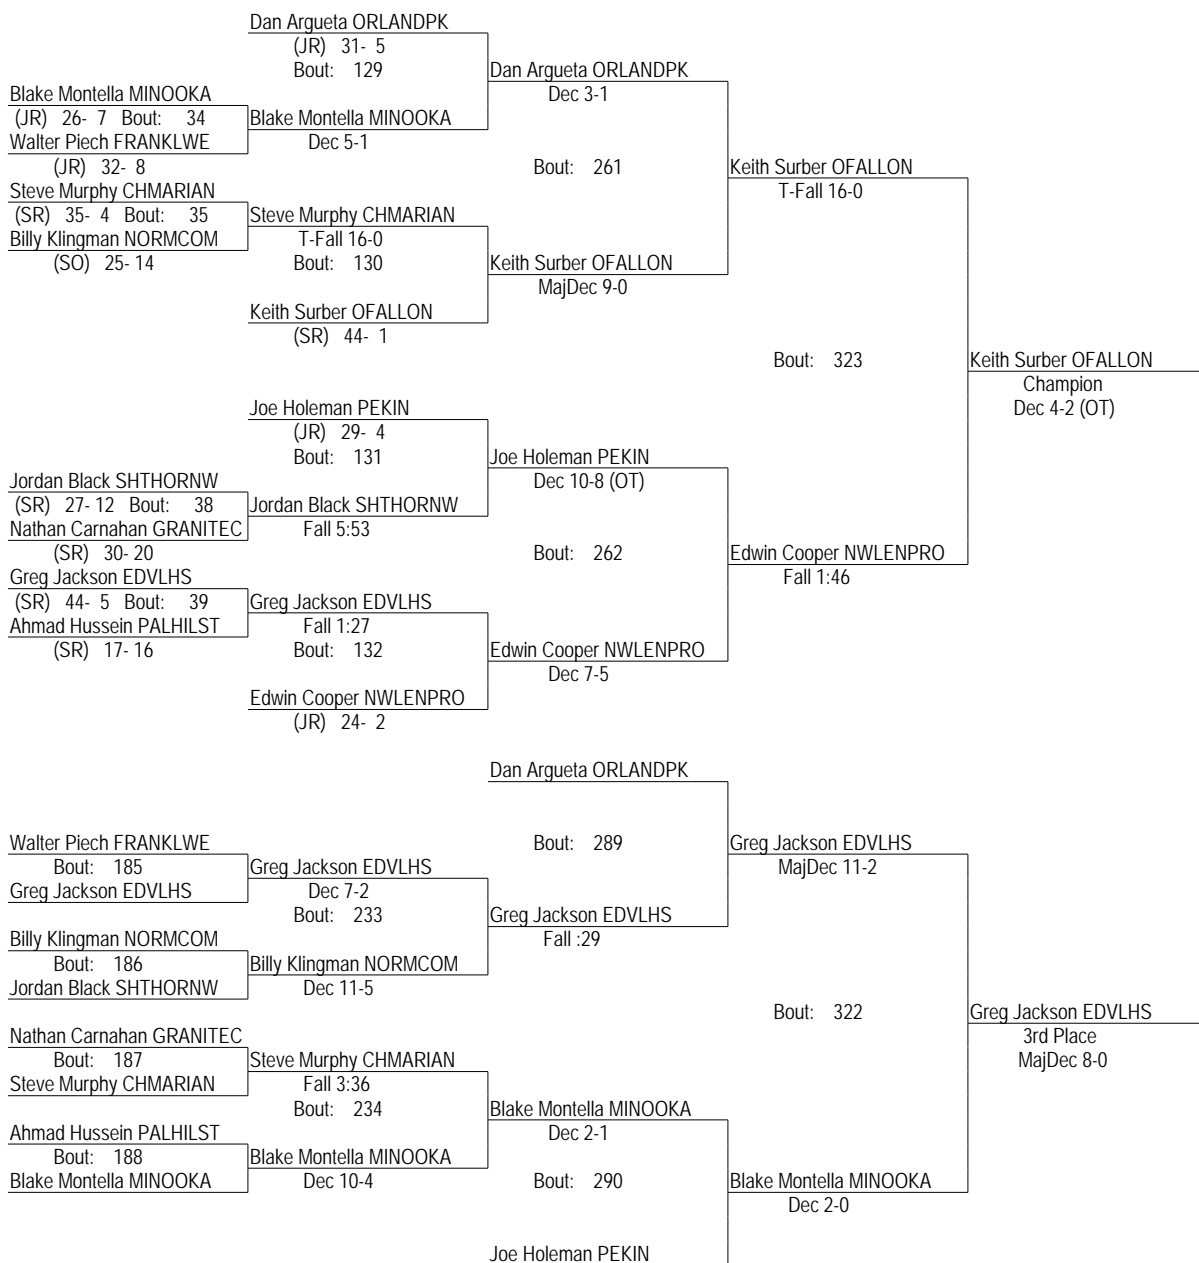 Dan Argueta ORLANDPK
(JR) 31- 5
Bout: 129
Dan Argueta ORLANDPK
Dec 3-1
Blake Montella MINOOKA
(JR) 26- 7 Bout: 34
Blake Montella MINOOKA
Walter Piech FRANKLWE
Dec 5-1
(JR) 32- 8
Bout: 261
Keith Surber OFALLON
T-Fall 16-0
Steve Murphy CHMARIAN
(SR) 35- 4 Bout: 35
Steve Murphy CHMARIAN
Billy Klingman NORMCOM
T-Fall 16-0
(SO) 25- 14
Bout: 130
Keith Surber OFALLON
MajDec 9-0
Keith Surber OFALLON
(SR) 44- 1
Bout: 323
Keith Surber OFALLON
Champion
Dec 4-2 (OT)
Joe Holeman PEKIN
(JR) 29- 4
Bout: 131
Joe Holeman PEKIN
Dec 10-8 (OT)
Jordan Black SHTHORNW
(SR) 27- 12 Bout: 38
Jordan Black SHTHORNW
Nathan Carnahan GRANITEC
Fall 5:53
(SR) 30- 20
Bout: 262
Edwin Cooper NWLENPRO
Fall 1:46
Greg Jackson EDVLHS
(SR) 44- 5 Bout: 39
Greg Jackson EDVLHS
Ahmad Hussein PALHILST
Fall 1:27
(SR) 17- 16
Bout: 132
Edwin Cooper NWLENPRO
Dec 7-5
Edwin Cooper NWLENPRO
(JR) 24- 2
Dan Argueta ORLANDPK
Bout: 289
Greg Jackson EDVLHS
MajDec 11-2
Walter Piech FRANKLWE
Bout: 185
Greg Jackson EDVLHS
Greg Jackson EDVLHS
Dec 7-2
Bout: 233
Greg Jackson EDVLHS
Fall :29
Billy Klingman NORMCOM
Bout: 186
Billy Klingman NORMCOM
Jordan Black SHTHORNW
Dec 11-5
Bout: 322
Greg Jackson EDVLHS
3rd Place
MajDec 8-0
Nathan Carnahan GRANITEC
Bout: 187
Steve Murphy CHMARIAN
Steve Murphy CHMARIAN
Fall 3:36
Bout: 234
Blake Montella MINOOKA
Dec 2-1
Ahmad Hussein PALHILST
Bout: 188
Blake Montella MINOOKA
Blake Montella MINOOKA
Dec 10-4
Bout: 290
Blake Montella MINOOKA
Dec 2-0
Joe Holeman PEKIN